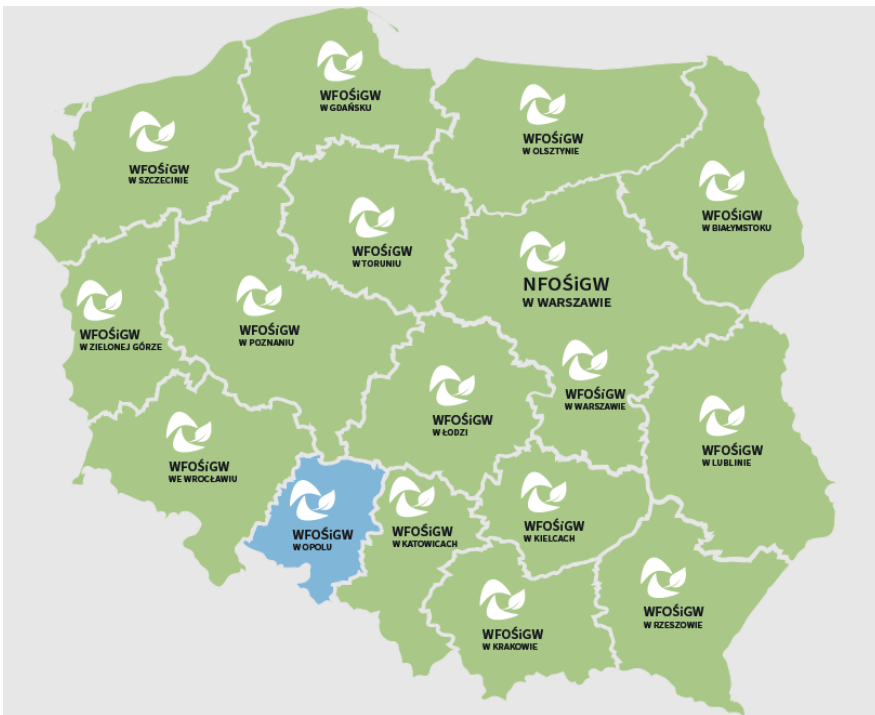 WFOŚiGW
W GDAŃSKU
WFOŚiGW
W OLSZTYNIE
WFOŚiGW
W SZCZECINIE
WFOŚiGW
W BIAŁYMSTOKU
WFOŚiGW
W TORUNIU
NFOŚiGW
W WARSZAWIE
WFOŚiGW
W ZIELONEJ GÓRZE
WFOŚiGW
W POZNANIU
WFOŚiGW
W WARSZAWIE
WFOŚiGW
W ŁODZI
WFOŚiGW
W LUBLINIE
WFOŚiGW
WE WROCŁAWIU
WFOŚiGW
W OPOLU
WFOŚiGW
W KATOWICACH
WFOŚiGW
W KIELCACH
WFOŚiGW
W RZESZOWIE
WFOŚiGW
W KRAKOWIE